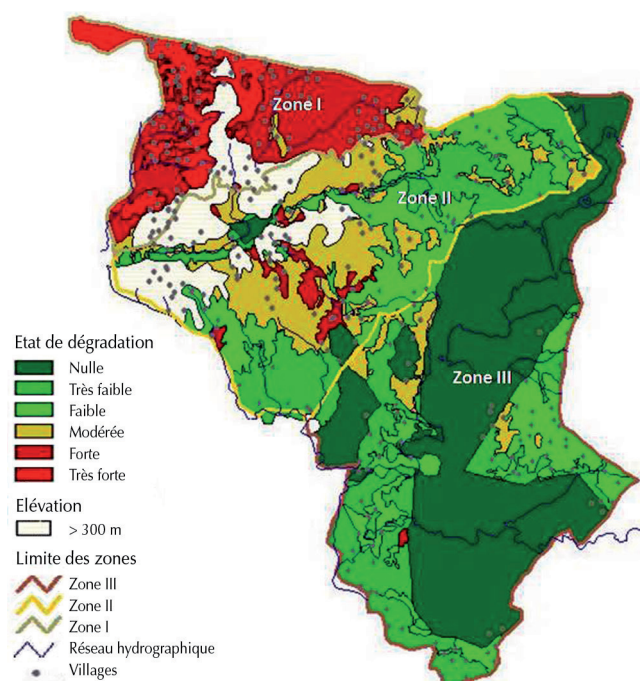 Zone I
Zone II
Zone III
Etat de dégradation
Nulle
Très faible
Faible
Modérée
Forte
Très forte
Elévation
> 300 m
Limite des zones
Zone III
Zone II
Zone I
Réseau hydrographique
Villages